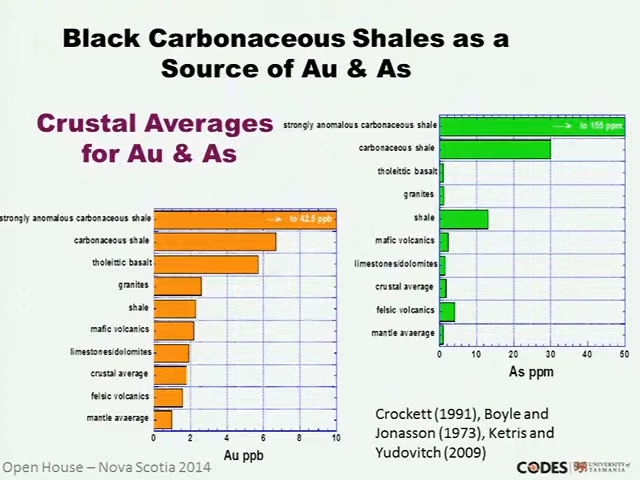 Black Carbonaceous Shales as a
Source of Au & As
Crustal Averages
for Au & As
strongly anomalous carbonaceous shale
to 155 ppm
carbonaceous shale
tholeiitic basalt
granites
shale
mafic volcanics
limestones/dolomites
crustal average
felsic volcanics
mantle avaerage
0 10 20 30 40 50
As ppm
strongly anomalous carbonaceous shale
to 42.5 ppb
carbonaceous shale
tholeiittic basalt
granites
shale
mafic volcanics
limestones/dolomites
crustal average
felsic volcanics
mantle avaerage
0 2 4 6 8 10
Au ppb
Crockett (1991), Boyle and
Jonasson (1973), Ketris and
Yudovitch (2009)
Open House – Nova Scotia 2014
CODES
UNIVERSITY of
TASMANIA